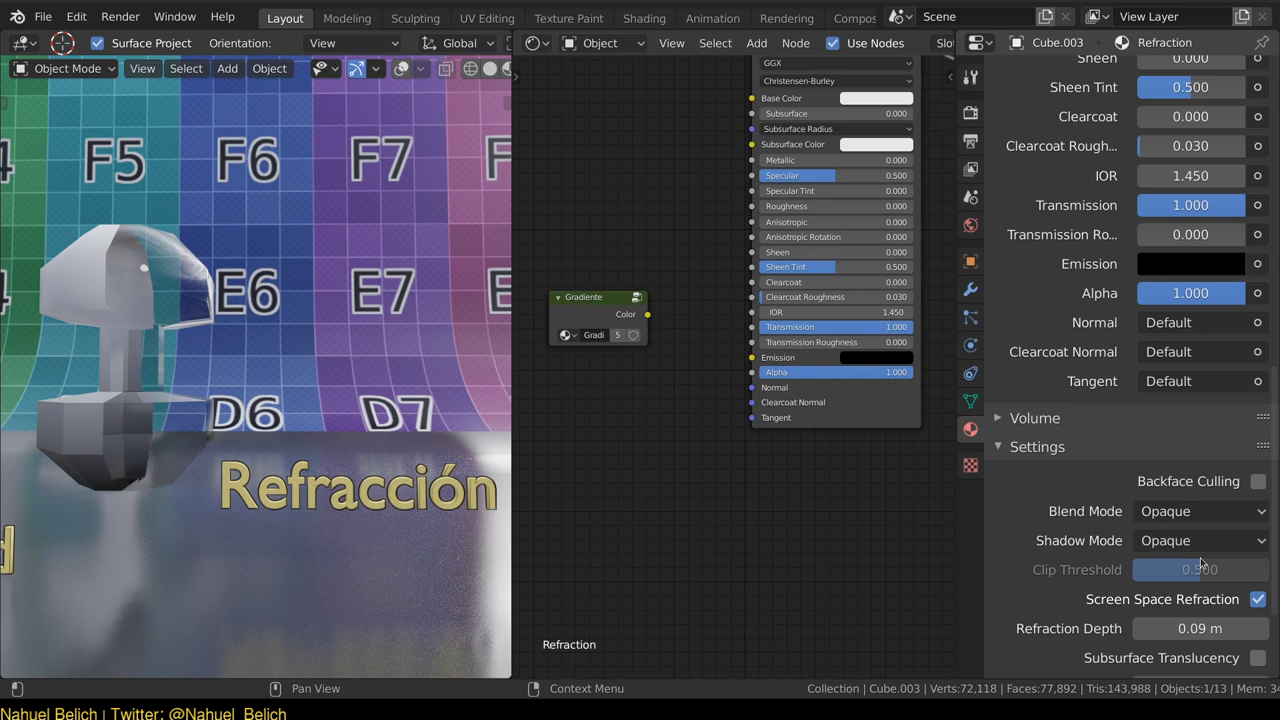 File Edit Render Window Help Layout Modeling Sculpting UV Editing Texture Paint Shading Animation Rendering Compos Scene View Layer
Surface Project Orientation: View Global Object View Select Add Node Use Nodes Slo Cube.003 Refraction
Object Mode View Select Add Object
F5 F6 F7
E6 E7
D6 D7
Refracción
GGX
Christensen-Burley
Base Color
Subsurface 0.000
Subsurface Radius
Subsurface Color
Metallic 0.000
Specular 0.500
Specular Tint 0.000
Roughness 0.000
Anisotropic 0.000
Anisotropic Rotation 0.000
Sheen 0.000
Sheen Tint 0.500
Clearcoat 0.000
Clearcoat Roughness 0.030
IOR 1.450
Transmission 1.000
Transmission Roughness 0.000
Emission
Alpha 1.000
Normal
Clearcoat Normal
Tangent
Gradiente
Color
Gradi 5
Refraction
Sheen 0.000
Sheen Tint 0.500
Clearcoat 0.000
Clearcoat Rough... 0.030
IOR 1.450
Transmission 1.000
Transmission Ro... 0.000
Emission
Alpha 1.000
Normal Default
Clearcoat Normal Default
Tangent Default
Volume
Settings
Backface Culling
Blend Mode Opaque
Shadow Mode Opaque
Clip Threshold 0.500
Screen Space Refraction
Refraction Depth 0.09 m
Subsurface Translucency
Pan View Context Menu Collection | Cube.003 | Verts:72,118 | Faces:77,892 | Tris:143,988 | Objects:1/13 | Mem: 3
Nahuel Belich | Twitter: @Nahuel_Belich